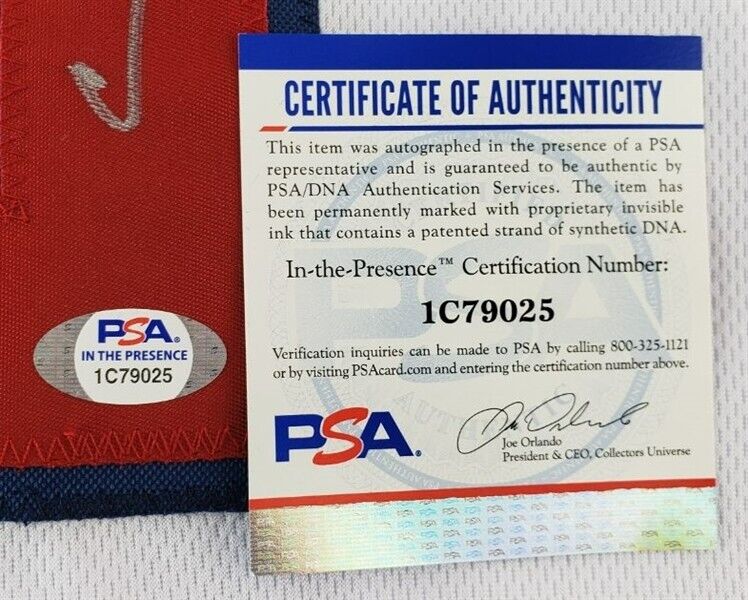 CERTIFICATE OF AUTHENTICITY
This item was autographed in the presence of a PSA
representative and is guaranteed to be authentic by
PSA/DNA Authentication Services. The item has
been permanently marked with proprietary invisible
ink that contains a patented strand of synthetic DNA.
In-the-Presence™ Certification Number:
1C79025
Verification inquiries can be made to PSA by calling 800-325-1121
or by visiting PSAcard.com and entering the certification number above.
PSA.
Joe Orlando
President & CEO, Collectors Universe
PSA.
IN THE PRESENCE
1C79025